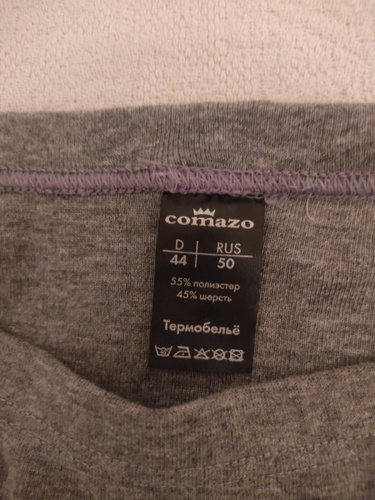 comazo
D RUS
44 50
55% полиэстер
45% шерсть
Термобельё